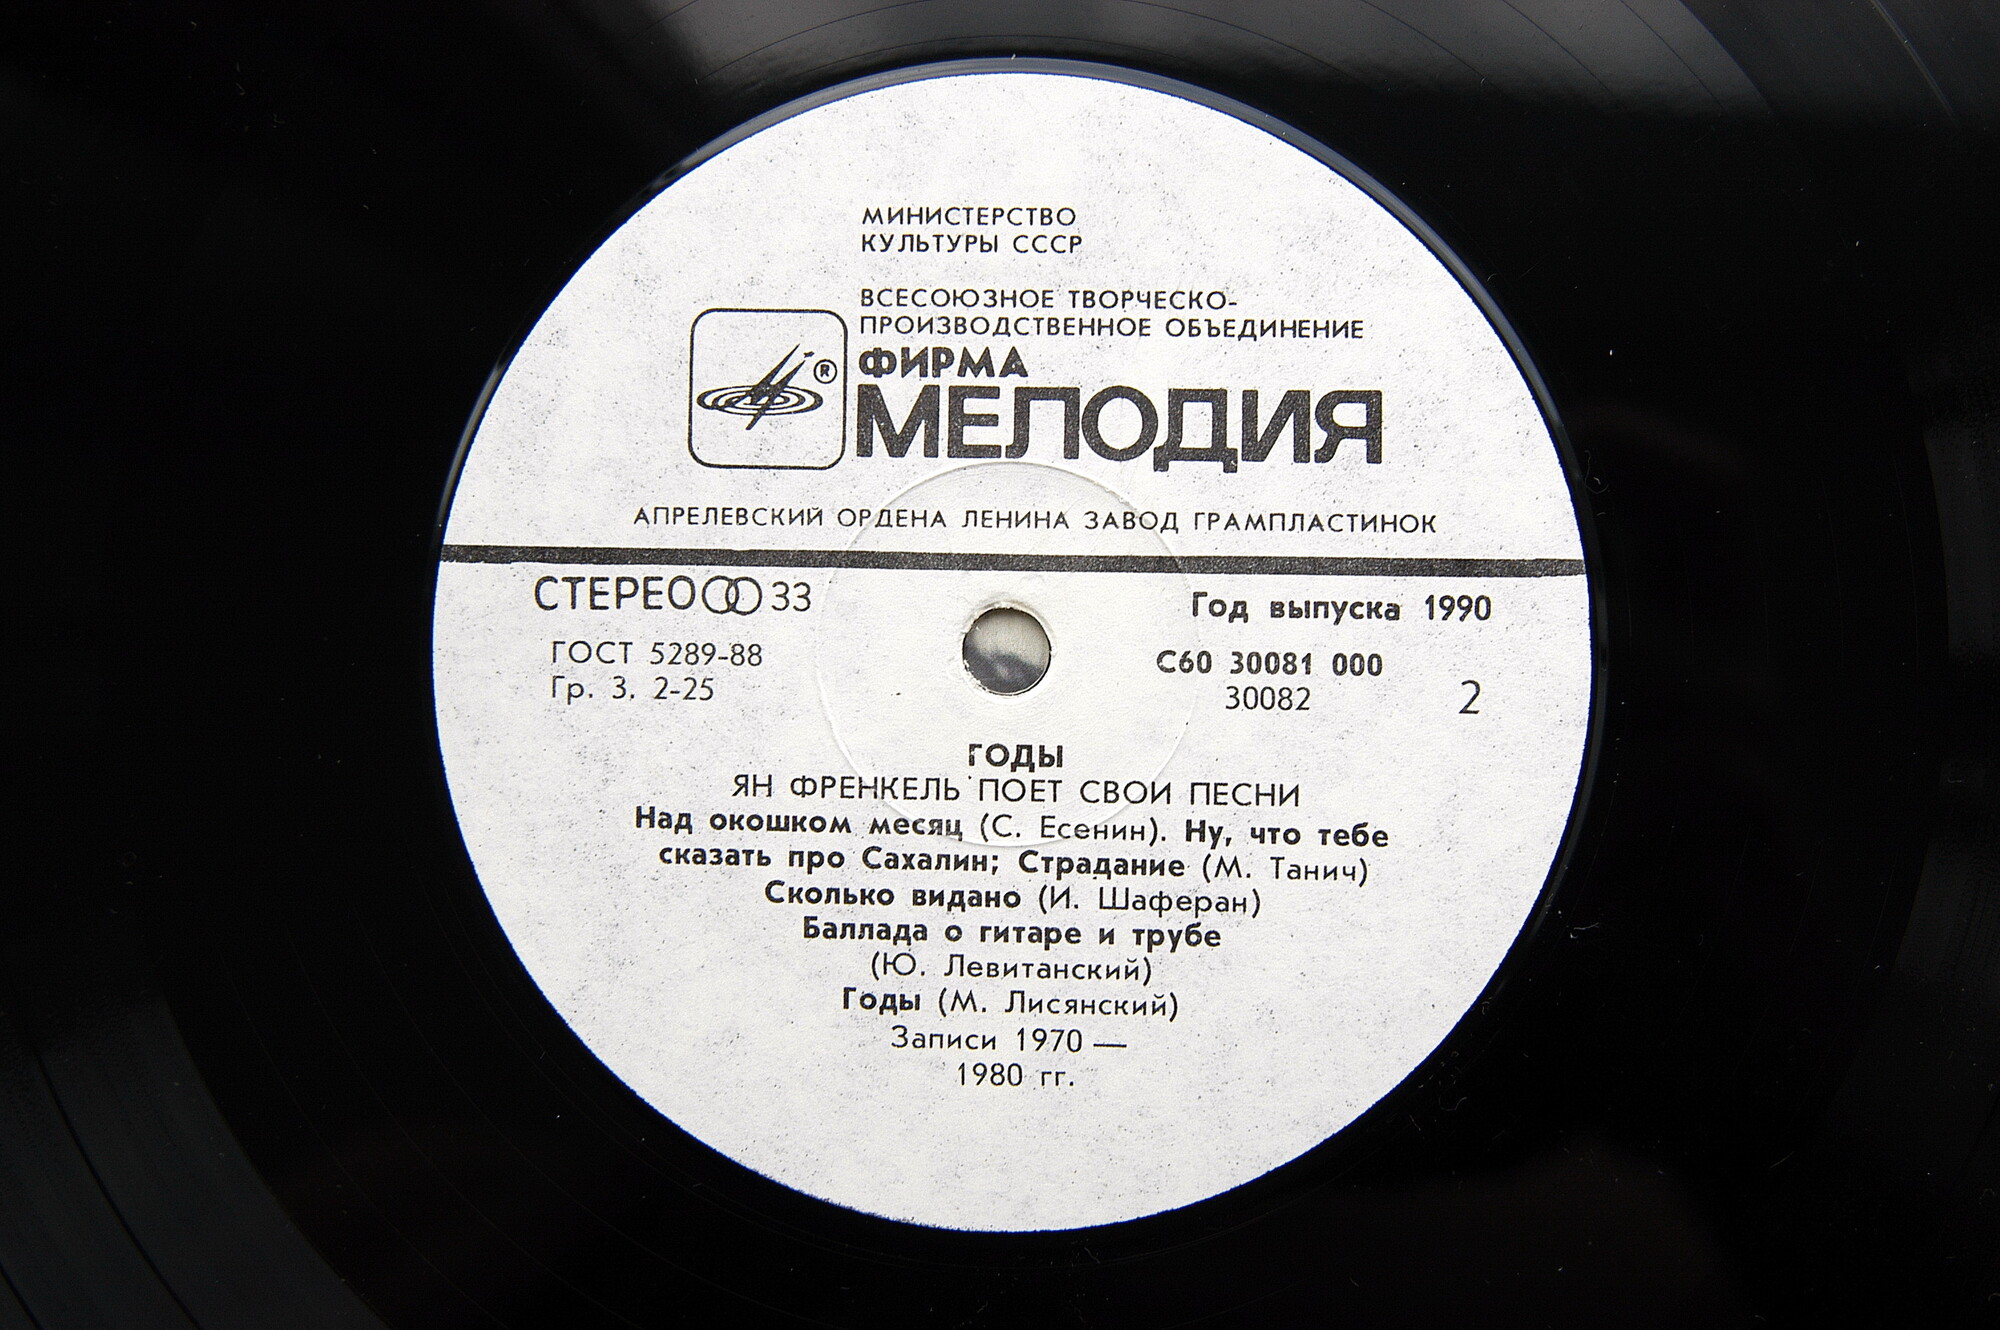 МИНИСТЕРСТВО
КУЛЬТУРЫ СССР
ВСЕСОЮЗНОЕ ТВОРЧЕСКО-
ПРОИЗВОДСТВЕННОЕ ОБЪЕДИНЕНИЕ
ФИРМА
® МЕЛОДИЯ
АПРЕЛЕВСКИЙ ОРДЕНА ЛЕНИНА ЗАВОД ГРАМПЛАСТИНОК
СТЕРЕО 33
Год выпуска 1990
ГОСТ 5289-88
Гр. 3. 2-25
С60 30081 000
30082
2
ГОДЫ
ЯН ФРЕНКЕЛЬ ПОЕТ СВОИ ПЕСНИ
Над окошком месяц (С. Есенин). Ну, что тебе
сказать про Сахалин; Страдание (М. Танич)
Сколько видано (И. Шаферан)
Баллада о гитаре и трубе
(Ю. Левитанский)
Годы (М. Лисянский)
Записи 1970 —
1980 гг.